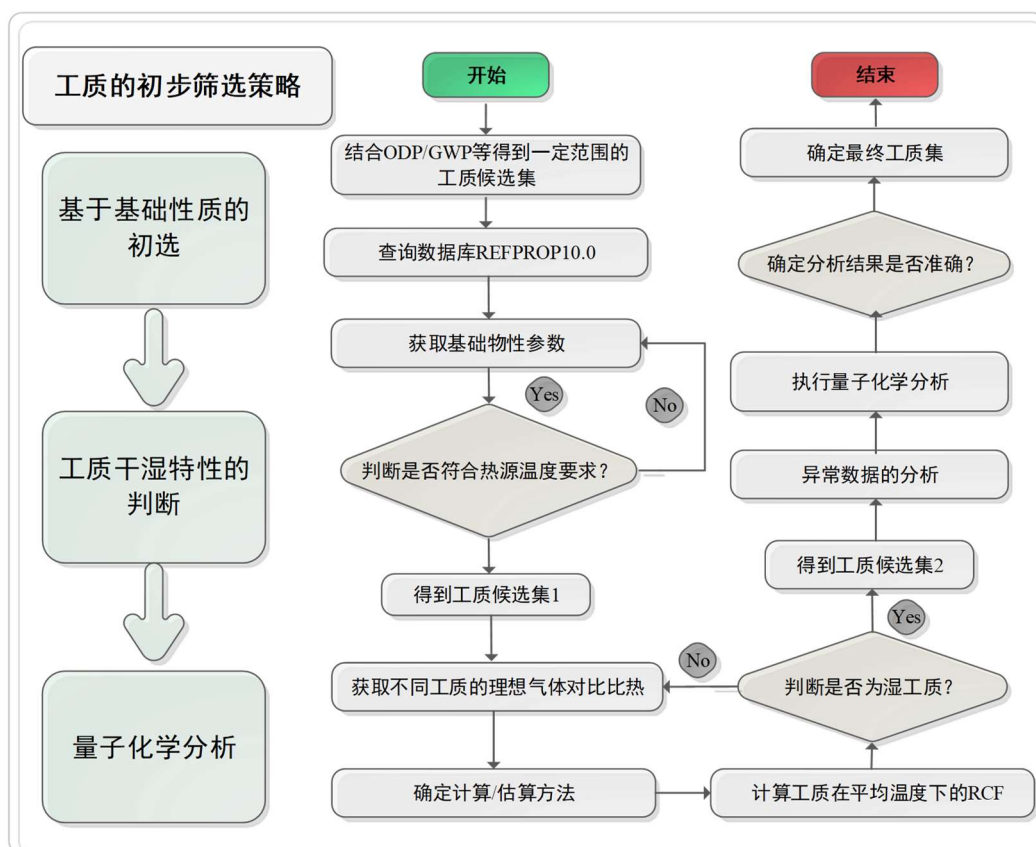 工质的初步筛选策略
基于基础性质的
初选
工质干湿特性的
判断
量子化学分析
开始
结合ODP/GWP等得到一定范围的
工质候选集
查询数据库REFPROP10.0
获取基础物性参数
Yes
No
判断是否符合热源温度要求？
得到工质候选集1
获取不同工质的理想气体对比比热
确定计算/估算方法
计算工质在平均温度下的RCF
判断是否为湿工质？
No
Yes
得到工质候选集2
异常数据的分析
执行量子化学分析
确定分析结果是否准确？
确定最终工质集
结束